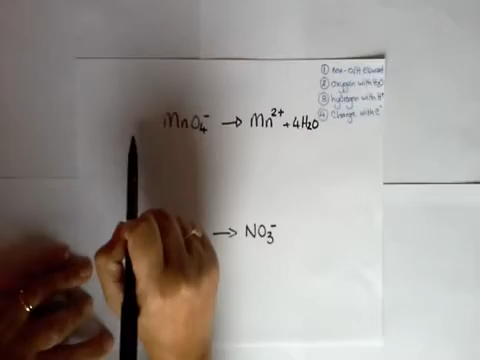 ① non-O/H element
② oxygen with H₂O
③ hydrogen with H⁺
④ Charge with e⁻
MnO₄⁻ → Mn²⁺ + 4H₂O
→ NO₃⁻